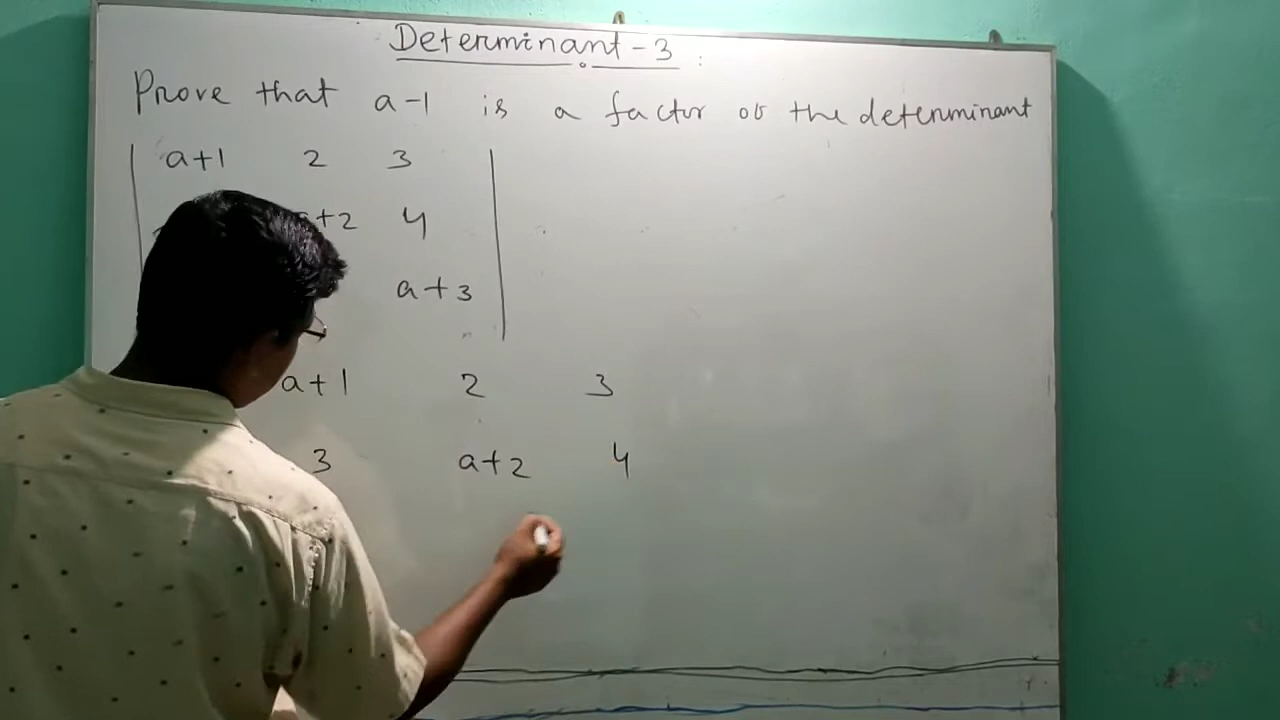 Determinant - 3 :
Prove that a-1 is a factor of the determinant
a+1 2 3
+2 4
a+3
a+1 2 3
3 a+2 4